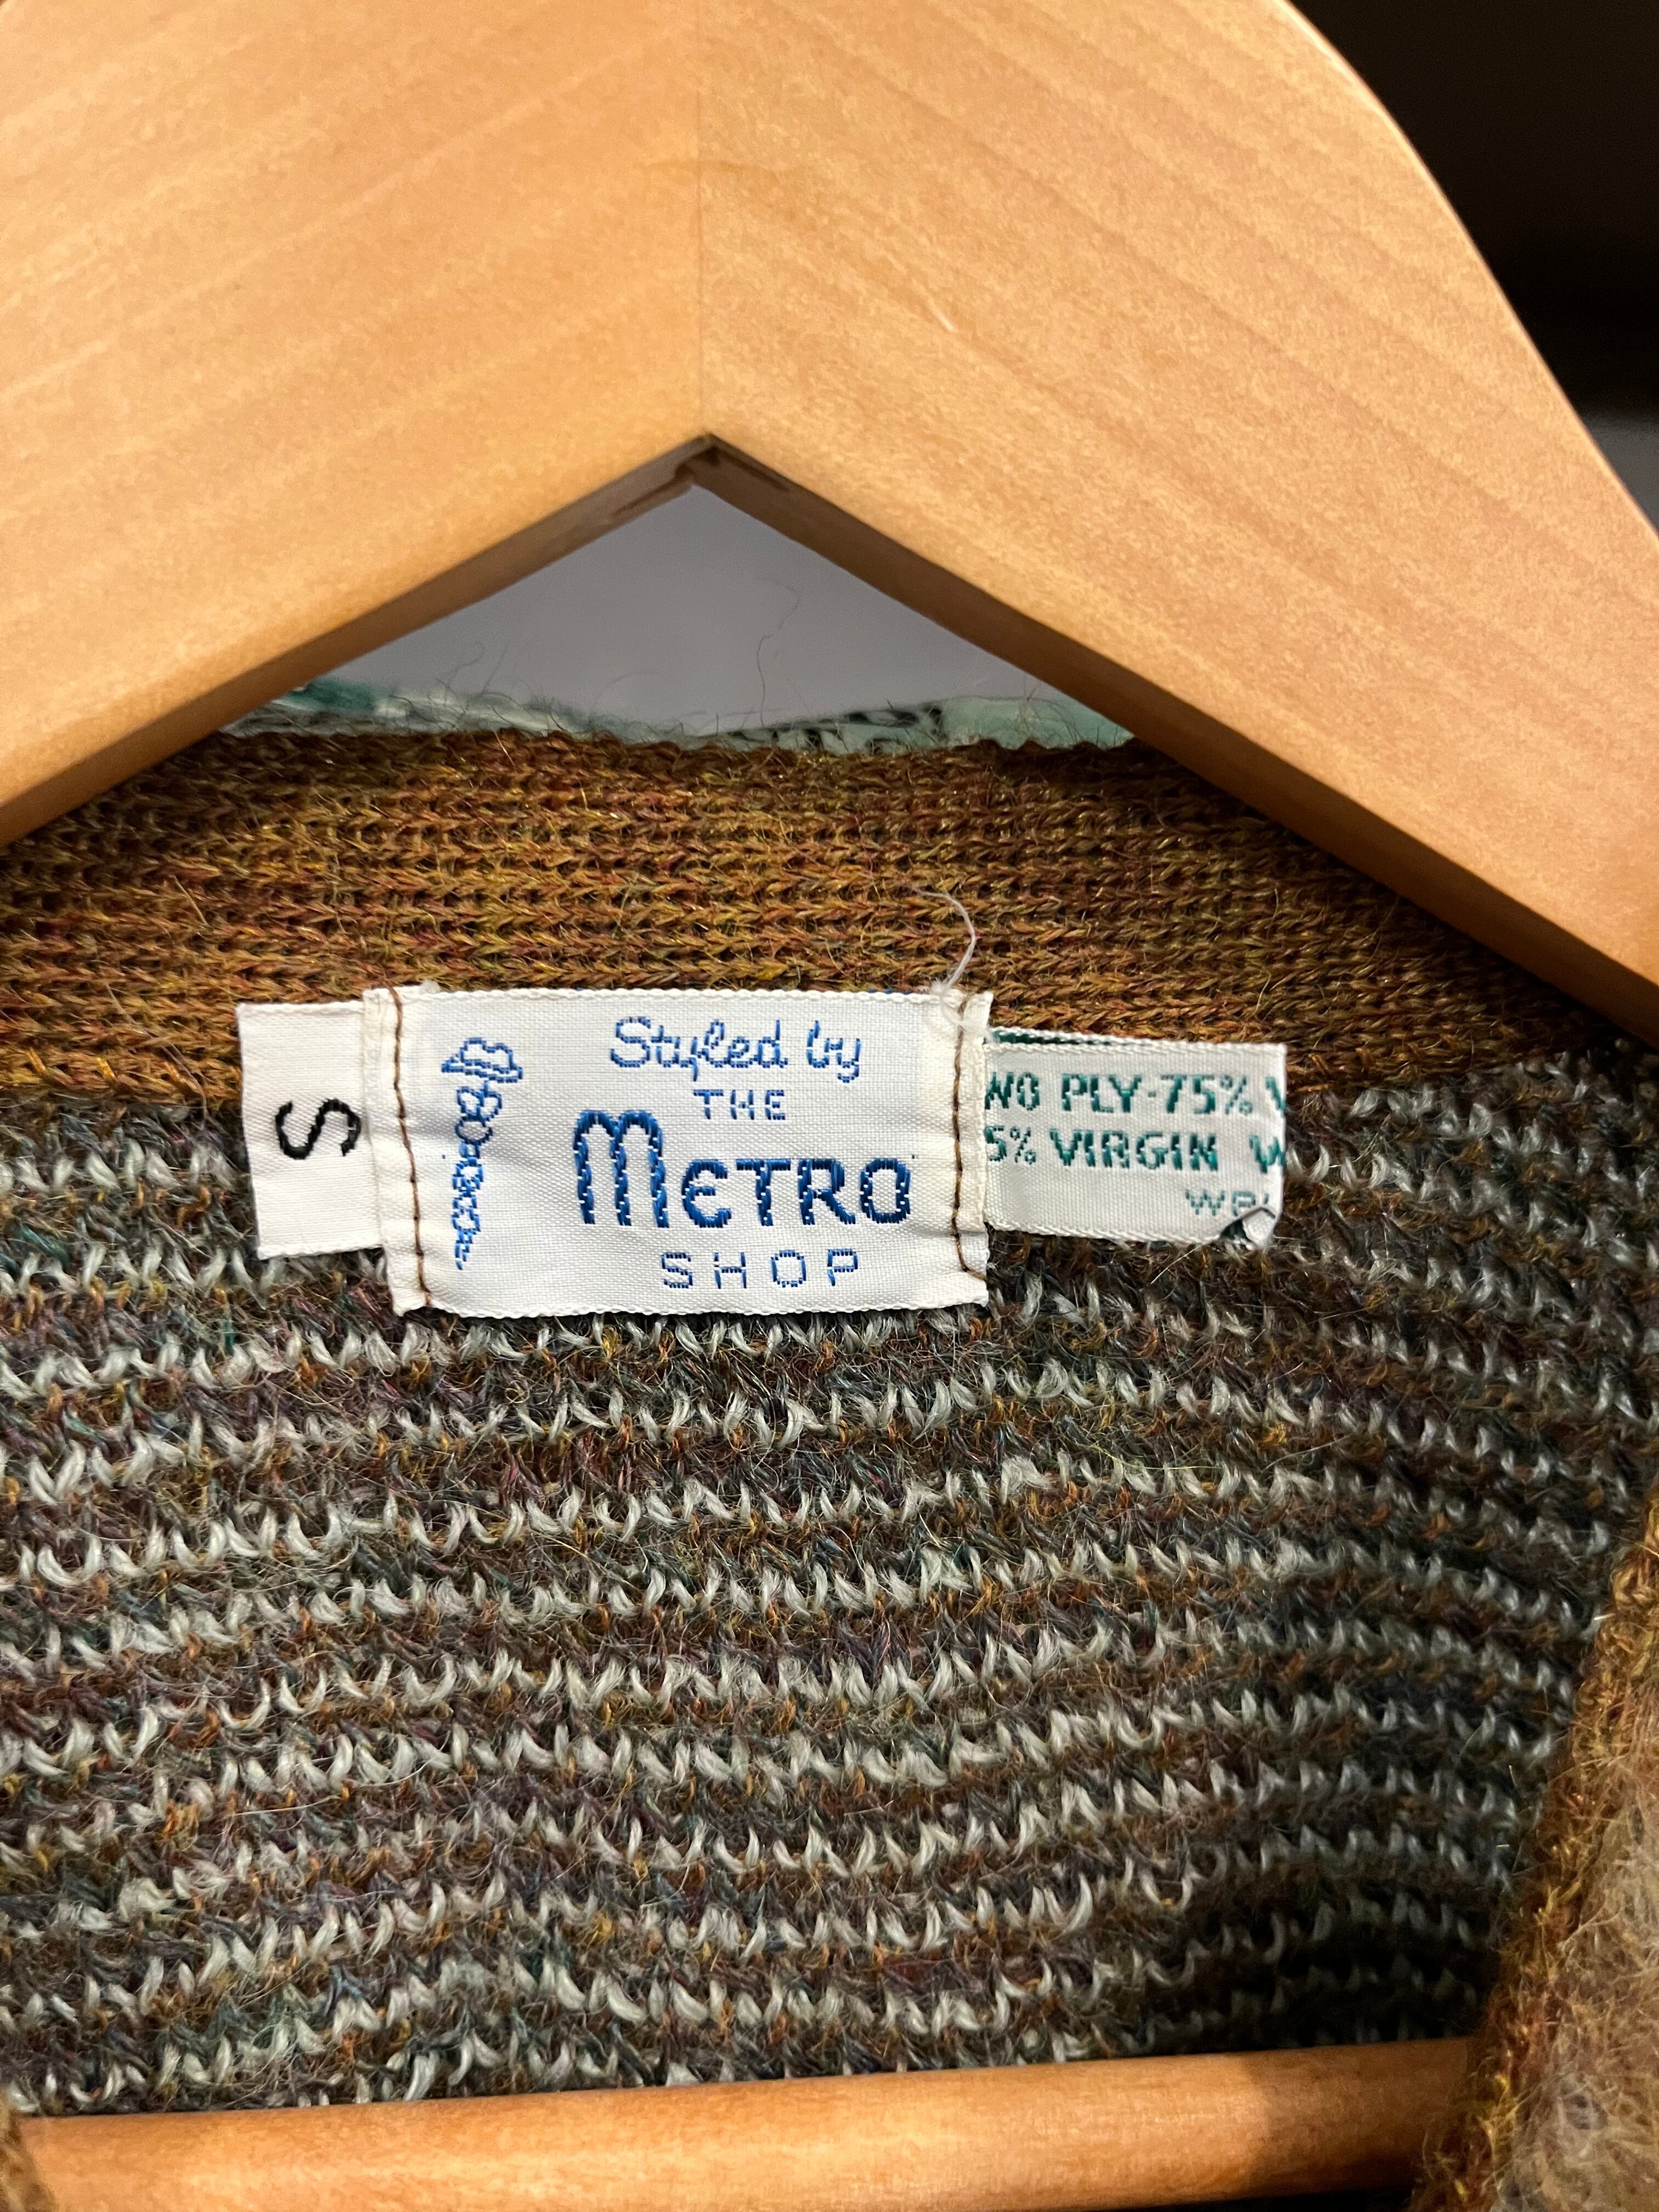 S
Styled by
THE
METRO
SHOP
WO PLY-75% V
5% VIRGIN W